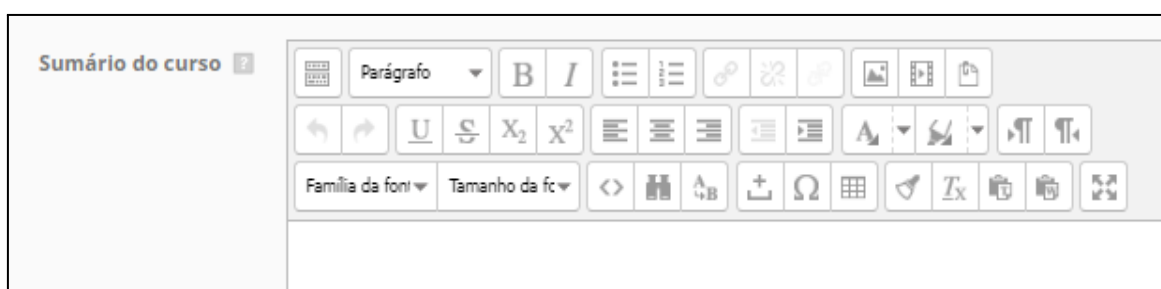 Sumário do curso
Parágrafo
Família da font
Tamanho da fc